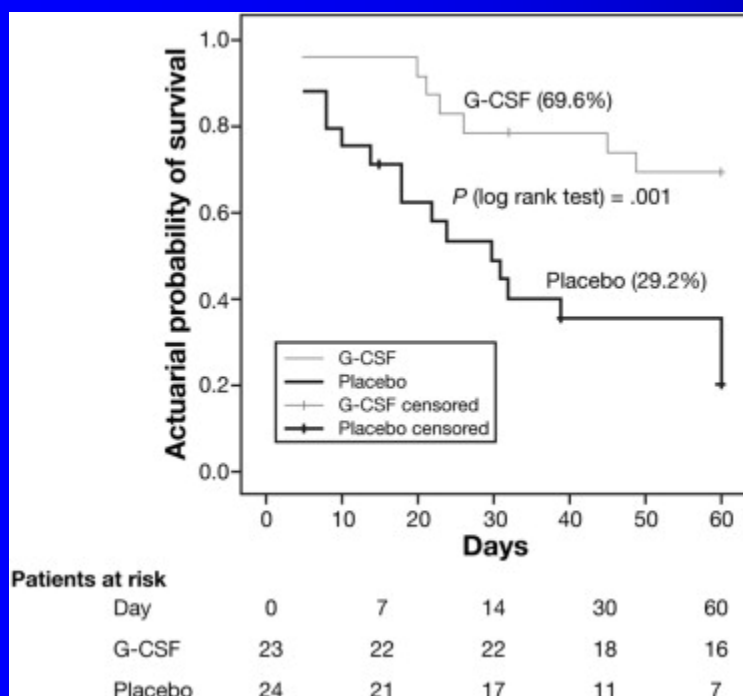 Actuarial probability of survival
1.0
0.8
0.6
0.4
0.2
0.0
G-CSF (69.6%)
P (log rank test) = .001
Placebo (29.2%)
G-CSF
Placebo
G-CSF censored
Placebo censored
0 10 20 30 40 50 60
Days
Patients at risk
Day 0 7 14 30 60
G-CSF 23 22 22 18 16
Placebo 24 21 17 11 7